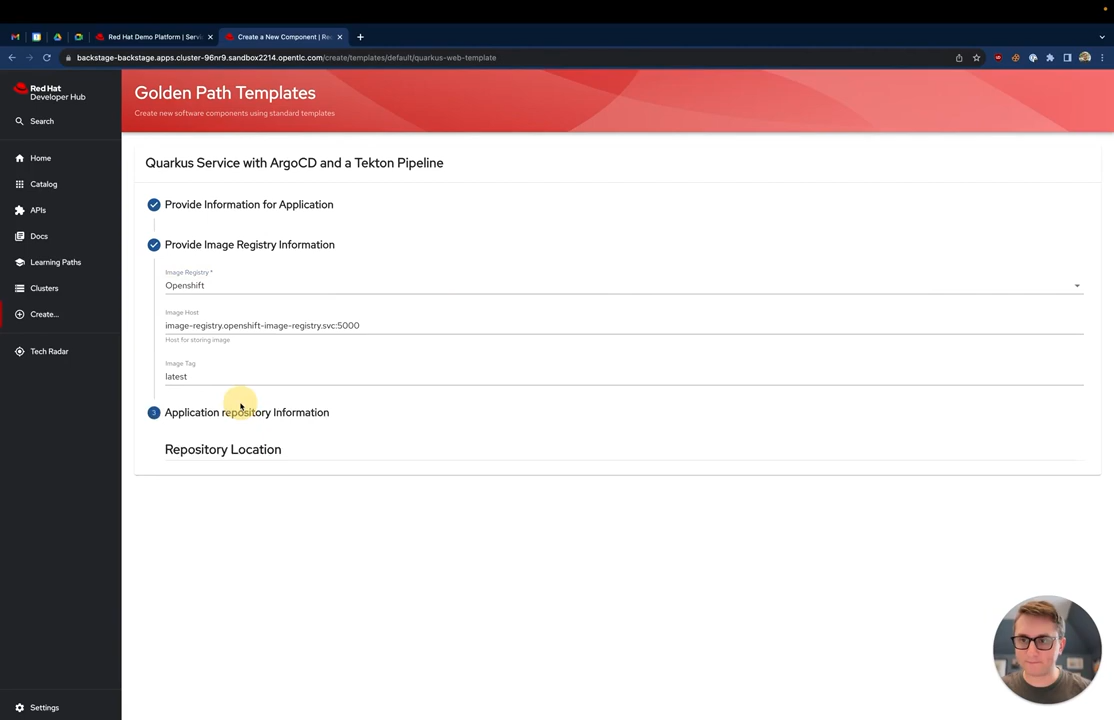 Red Hat Demo Platform | Servi
Create a New Component | Re
backstage-backstage.apps.cluster-96nr9.sandbox2214.opentlc.com/create/templates/default/quarkus-web-template
Red Hat
Developer Hub
Search
Home
Catalog
APIs
Docs
Learning Paths
Clusters
Create...
Tech Radar
Settings
Golden Path Templates
Create new software components using standard templates
Quarkus Service with ArgoCD and a Tekton Pipeline
Provide Information for Application
Provide Image Registry Information
Image Registry *
Openshift
Image Host
image-registry.openshift-image-registry.svc:5000
Host for storing image
Image Tag
latest
3 Application repository Information
Repository Location